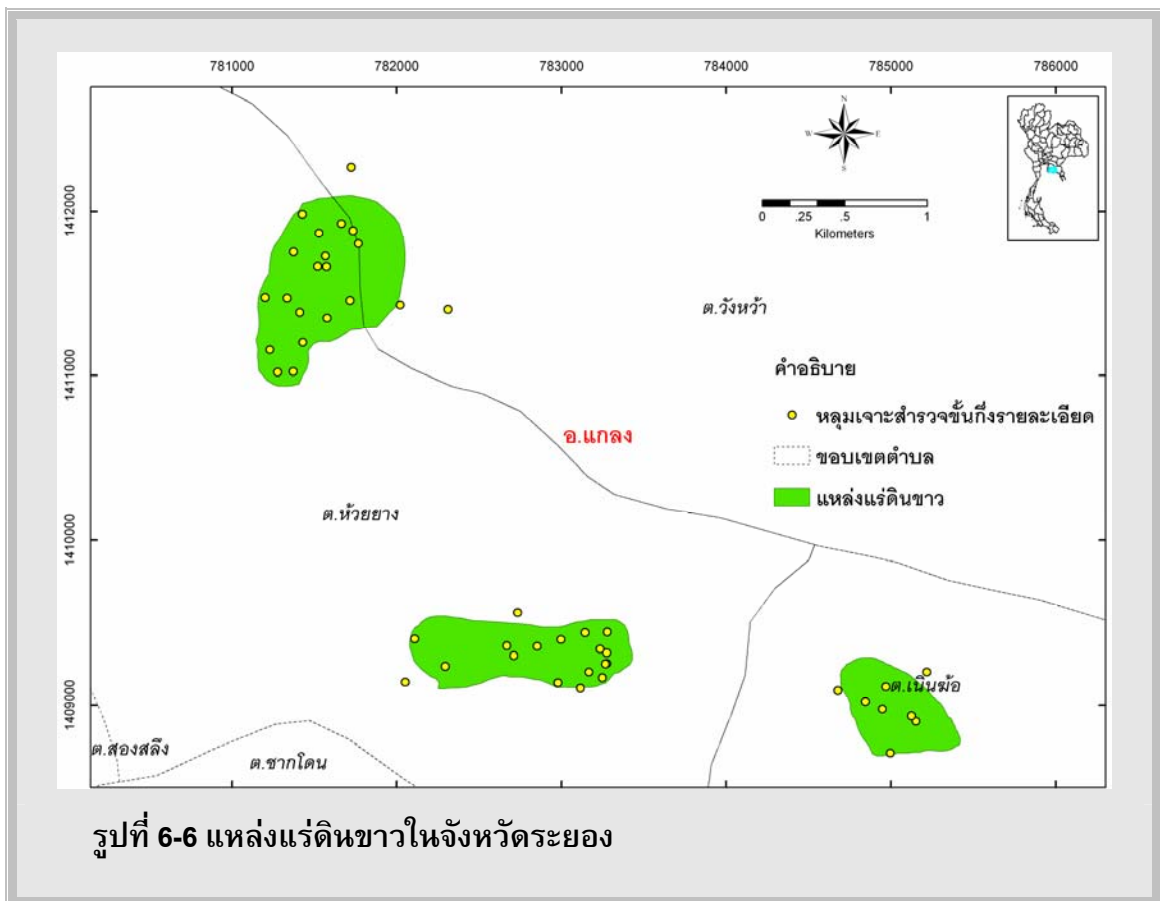 781000 782000 783000 784000 785000 786000
N
W E
S
1412000
0 .25 .5 1
Kilometers
ต.วังหว้า
1411000
คำอธิบาย
หลุมเจาะสำรวจขั้นกึ่งรายละเอียด
อ.แกลง
ขอบเขตตำบล
แหล่งแร่ดินขาว
ต.ห้วยยาง
1410000
1409000
ต.เนินฆ้อ
ต.สองสลึง
ต.ชากโดน
รูปที่ 6-6 แหล่งแร่ดินขาวในจังหวัดระยอง